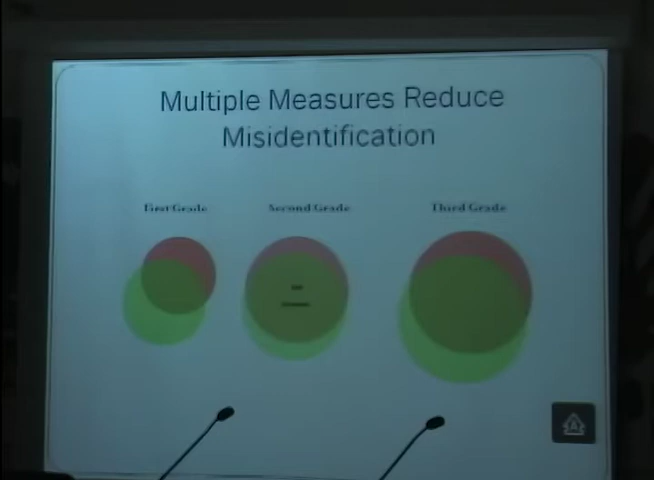 Multiple Measures Reduce
Misidentification
First Grade
Second Grade
Third Grade